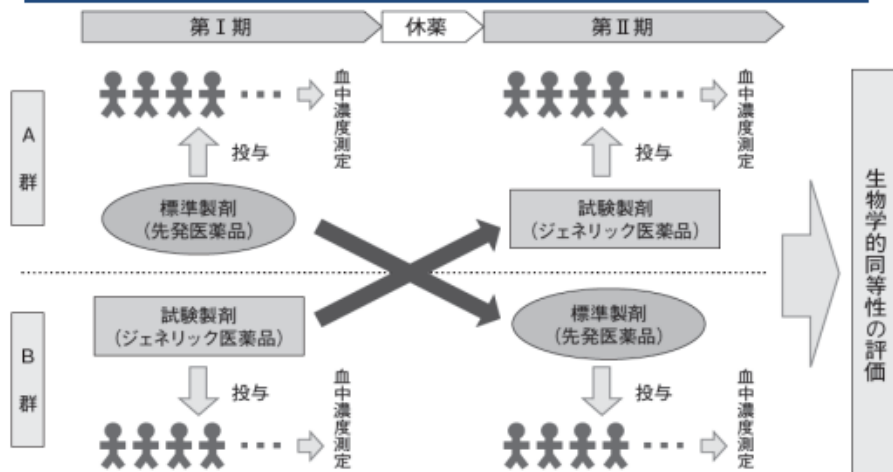 第Ⅰ期
休薬
第Ⅱ期
A群
血中濃度測定
投与
標準製剤
（先発医薬品）
血中濃度測定
投与
試験製剤
（ジェネリック医薬品）
B群
試験製剤
（ジェネリック医薬品）
投与
血中濃度測定
標準製剤
（先発医薬品）
投与
血中濃度測定
生物学的同等性の評価